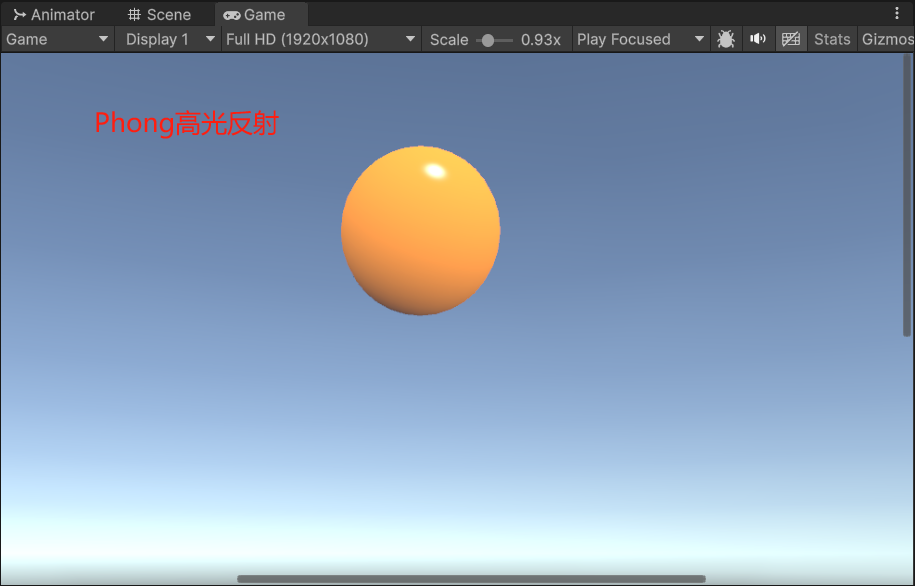 Animator
Scene
Game
Game
Display 1
Full HD (1920x1080)
Scale
0.93x
Play Focused
Stats
Gizmos
Phong高光反射